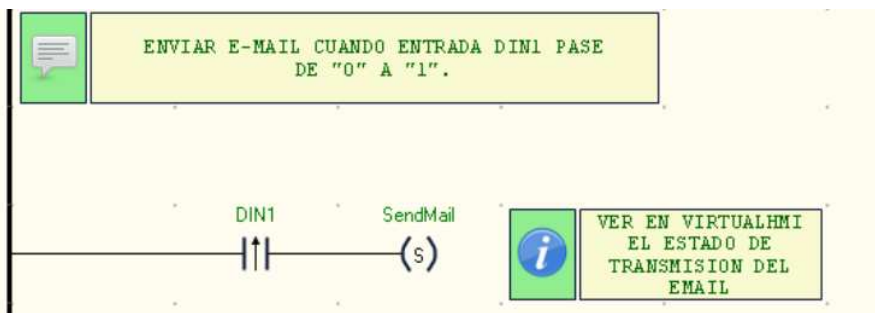 ENVIAR E-MAIL CUANDO ENTRADA DIN1 PASE
DE "0" A "1".
DIN1
SendMail
(S)
VER EN VIRTUALHMI
EL ESTADO DE
TRANSMISION DEL
EMAIL